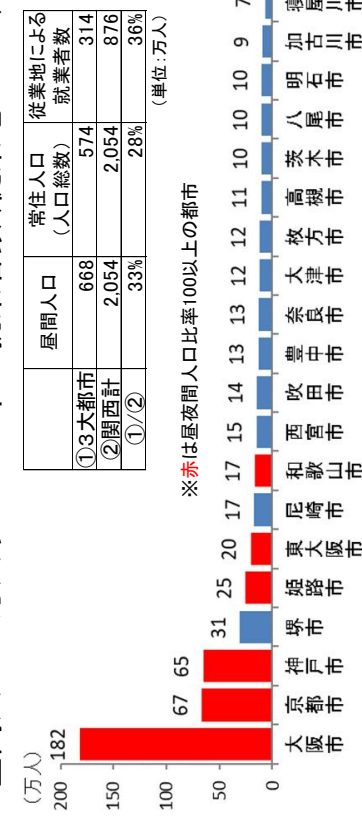 (万人)
昼間人口 常住人口(人口総数) 従業地による就業者数
①3大都市 668 574 314
②関西計 2,054 2,054 876
①/② 33% 28% 36%
(単位:万人)
※赤は昼夜間人口比率100以上の都市
200
150
100
50
0
182 67 65 31 25 20 17 17 15 14 13 13 12 12 11 10 10 10 9 7
大阪市 京都市 神戸市 堺市 姫路市 東大阪市 尼崎市 和歌山市 西宮市 吹田市 豊中市 奈良市 大津市 枚方市 高槻市 茨木市 八尾市 明石市 加古川市 寝屋川市